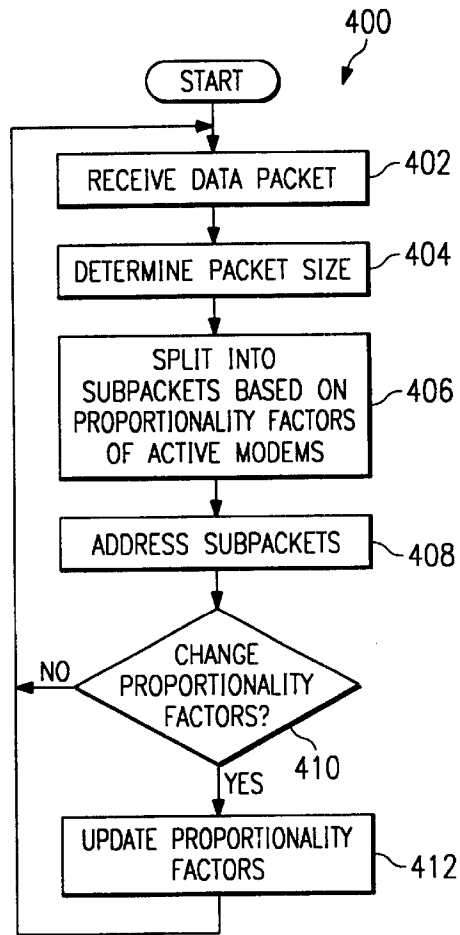 400
START
RECEIVE DATA PACKET
402
DETERMINE PACKET SIZE
404
SPLIT INTO
SUBPACKETS BASED ON
PROPORTIONALITY FACTORS
OF ACTIVE MODEMS
406
ADDRESS SUBPACKETS
408
CHANGE
PROPORTIONALITY
FACTORS?
NO
410
YES
UPDATE PROPORTIONALITY
FACTORS
412